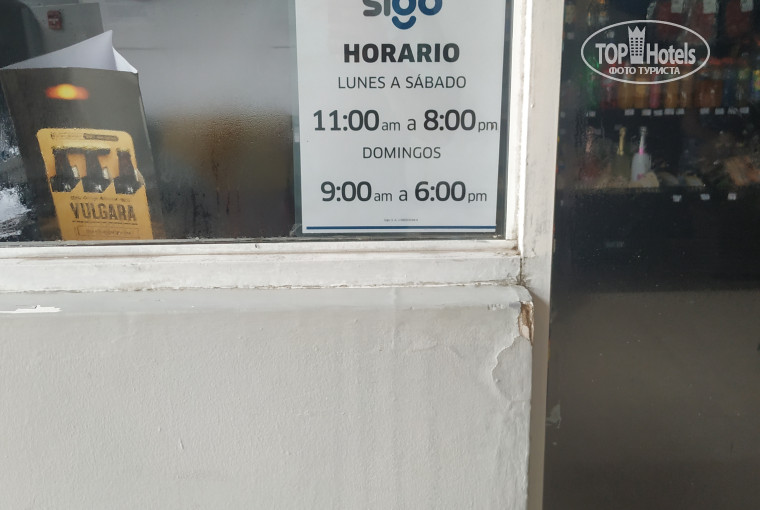 sigo
HORARIO
LUNES A SÁBADO
11:00am a 8:00pm
DOMINGOS
9:00am a 6:00pm
VULGARA
TOP Hotels
ФОТО ТУРИСТА